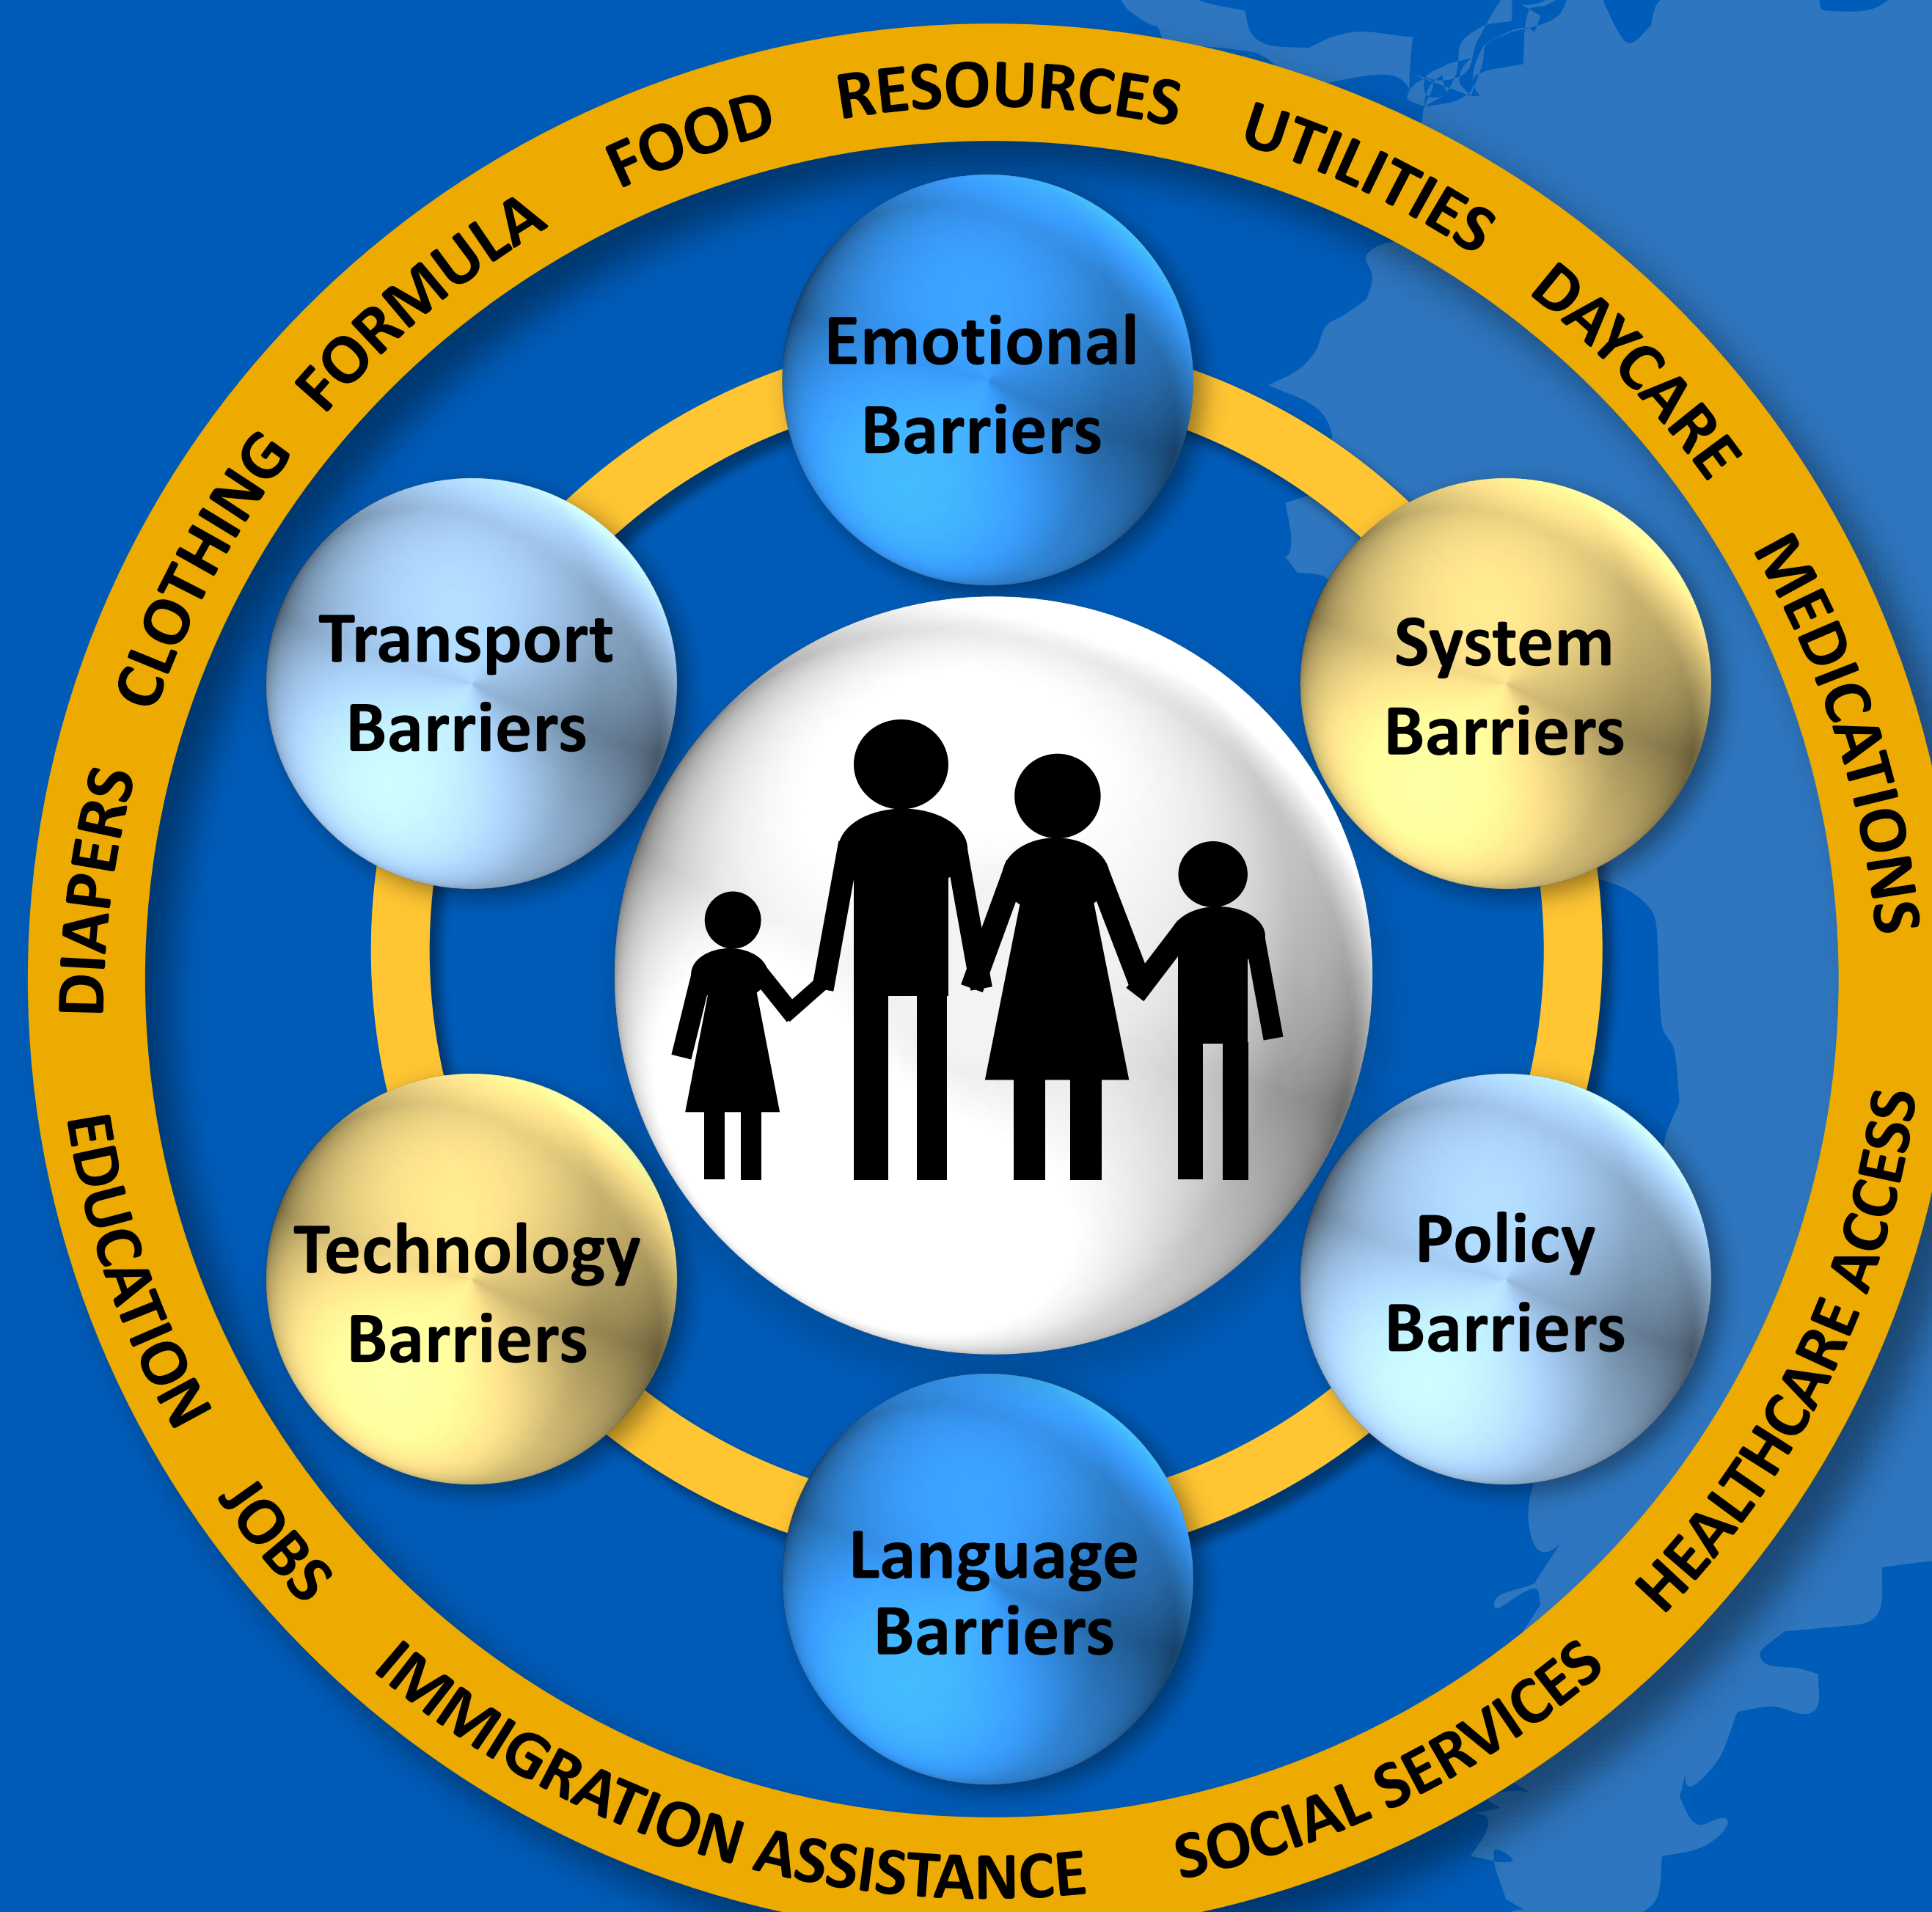 RESOURCES
UTILITIES
DAYCARE
MEDICATIONS
HEALTHCARE ACCESS
SOCIAL SERVICES
IMMIGRATION ASSISTANCE
JOBS
EDUCATION
DIAPERS
CLOTHING
FORMULA
FOOD
Emotional
Barriers
System
Barriers
Policy
Barriers
Language
Barriers
Technology
Barriers
Transport
Barriers